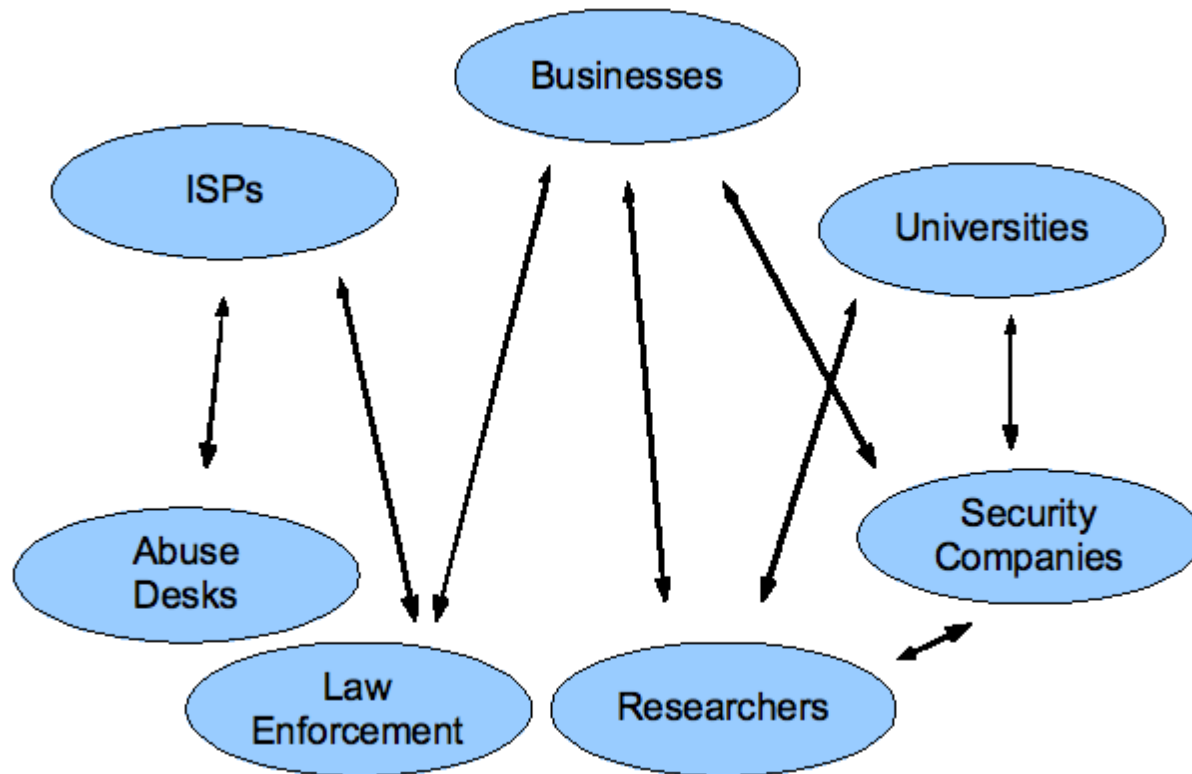 Businesses
ISPs
Universities
Security
Companies
Abuse
Desks
Law
Enforcement
Researchers